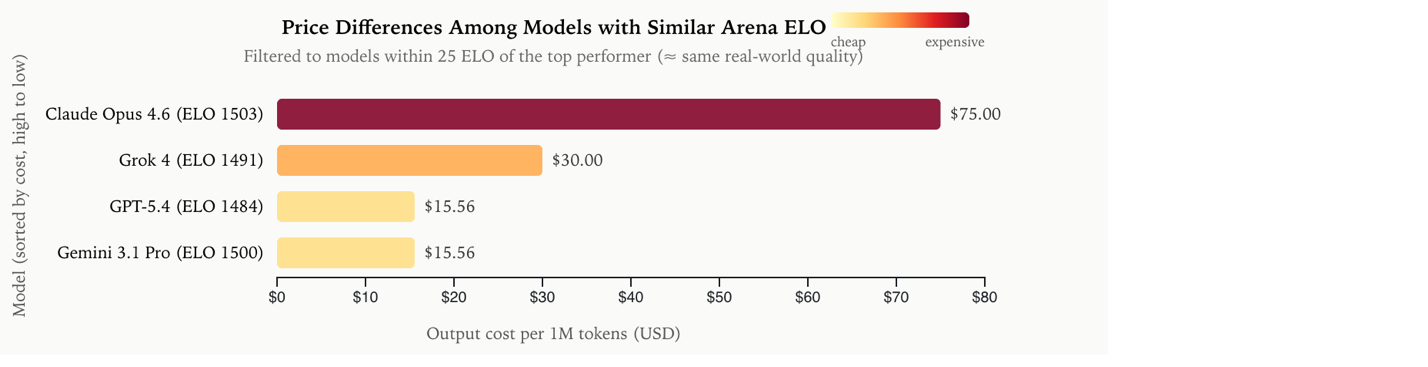 Price Differences Among Models with Similar Arena ELO
cheap expensive
Filtered to models within 25 ELO of the top performer (≈ same real-world quality)
Model (sorted by cost, high to low)
Claude Opus 4.6 (ELO 1503) $75.00
Grok 4 (ELO 1491) $30.00
GPT-5.4 (ELO 1484) $15.56
Gemini 3.1 Pro (ELO 1500) $15.56
$0 $10 $20 $30 $40 $50 $60 $70 $80
Output cost per 1M tokens (USD)